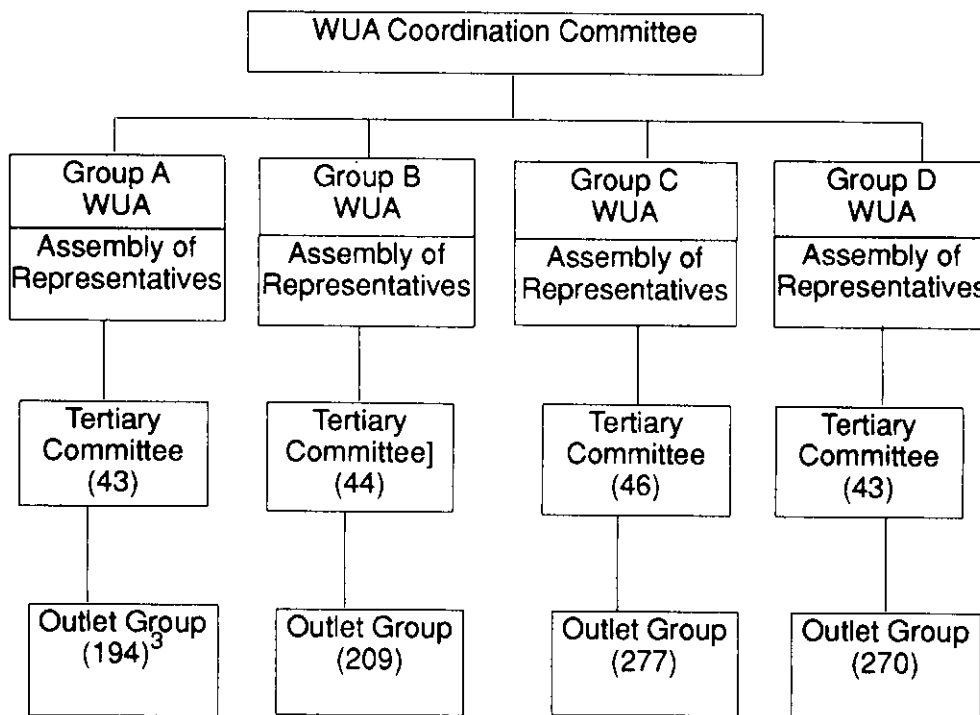 WUA Coordination Committee
Group A
WUA
Assembly of
Representatives
Tertiary
Committee
(43)
Outlet Group
(194)3
Group B
WUA
Assembly of
Representatives
Tertiary
Committee]
(44)
Outlet Group
(209)
Group C
WUA
Assembly of
Representatives
Tertiary
Committee
(46)
Outlet Group
(277)
Group D
WUA
Assembly of
Representatives
Tertiary
Committee
(43)
Outlet Group
(270)